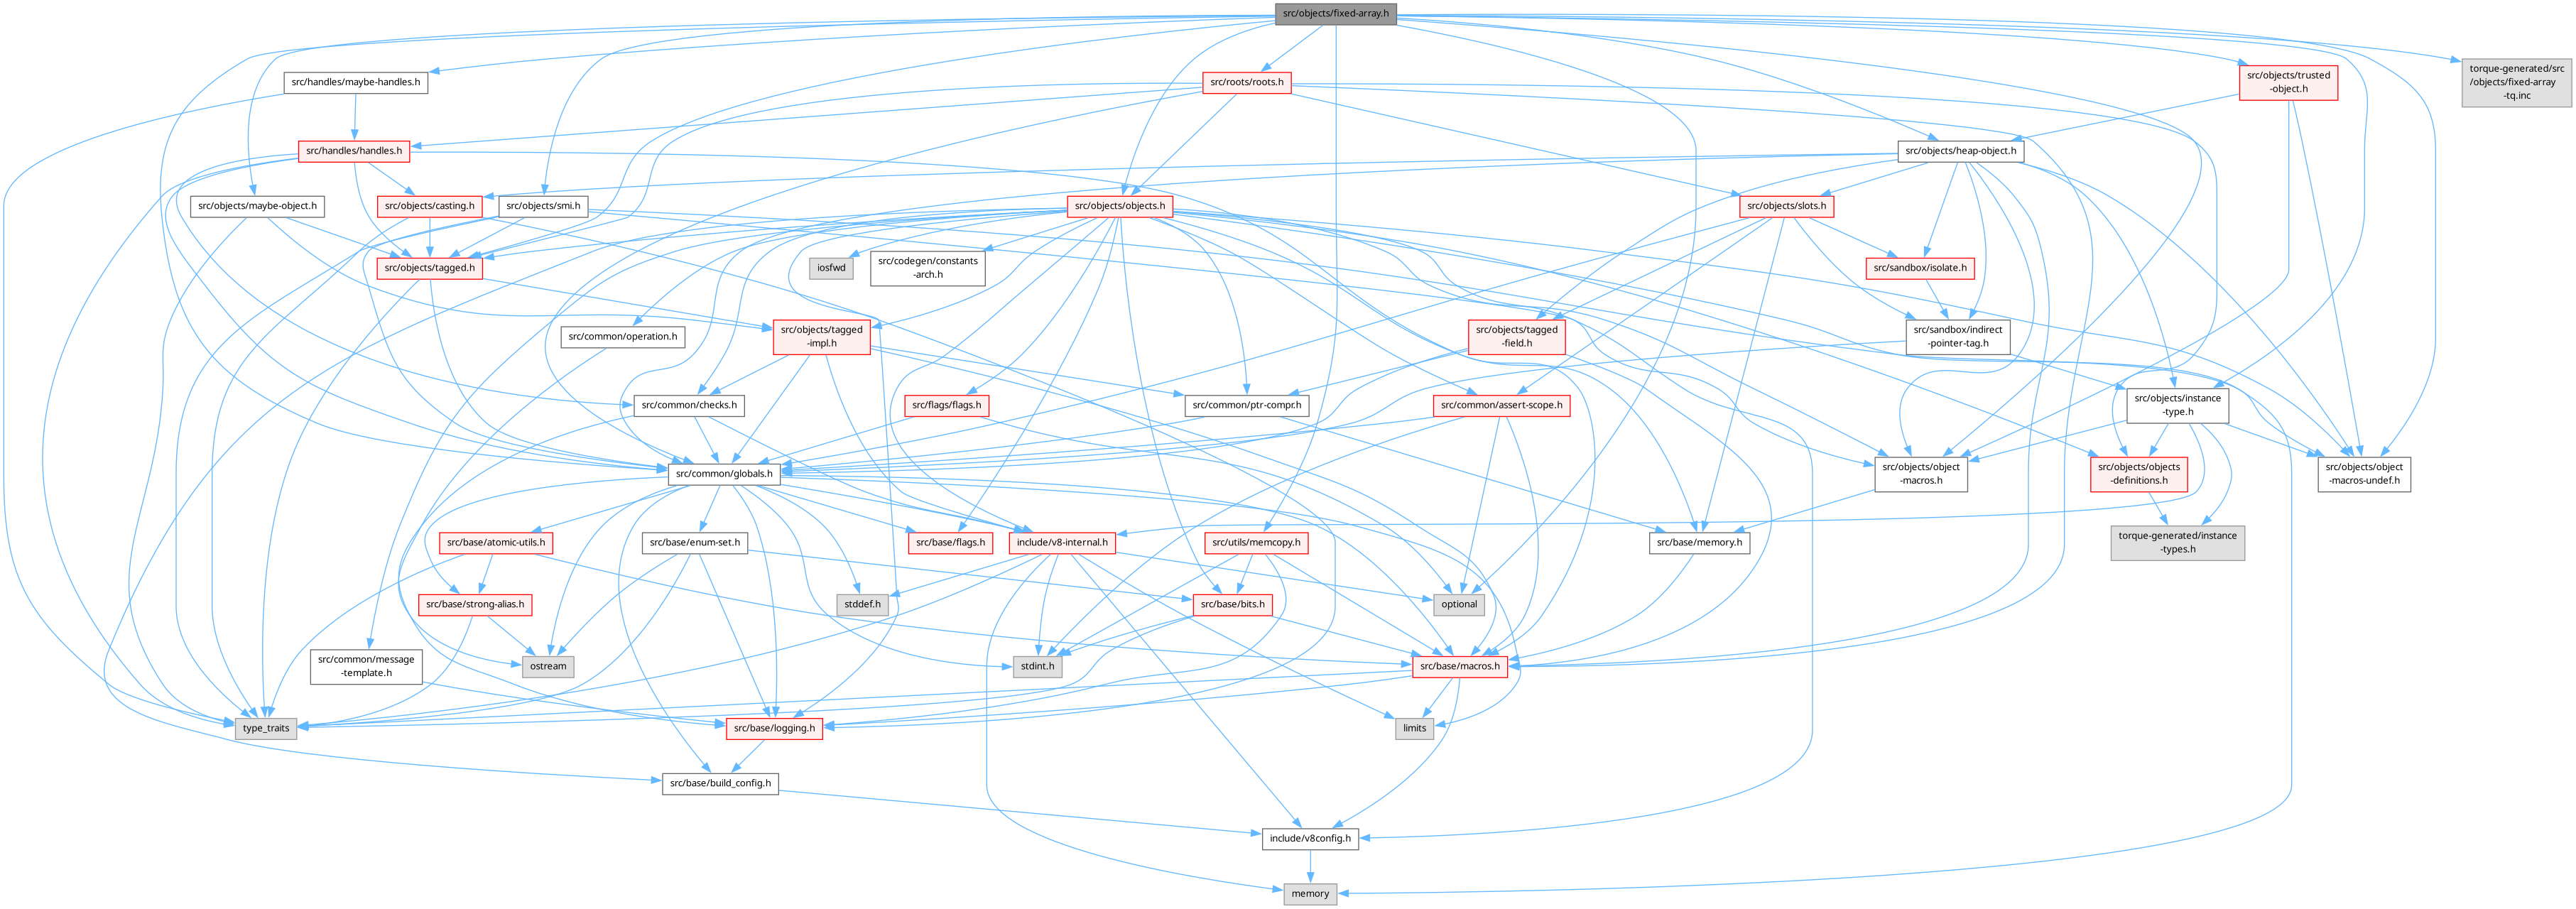 src/objects/fixed-array.h
src/handles/maybe-handles.h
src/roots/roots.h
src/objects/trusted
-object.h
torque-generated/src
/objects/fixed-array
-tq.inc
src/handles/handles.h
src/objects/heap-object.h
src/objects/maybe-object.h
src/objects/casting.h
src/objects/smi.h
src/objects/objects.h
src/objects/slots.h
src/objects/tagged.h
iosfwd
src/codegen/constants
-arch.h
src/sandbox/isolate.h
src/common/operation.h
src/objects/tagged
-impl.h
src/objects/tagged
-field.h
src/sandbox/indirect
-pointer-tag.h
src/common/checks.h
src/flags/flags.h
src/common/ptr-compr.h
src/common/assert-scope.h
src/objects/instance
-type.h
src/common/globals.h
src/objects/object
-macros.h
src/objects/objects
-definitions.h
src/objects/object
-macros-undef.h
src/base/atomic-utils.h
src/base/enum-set.h
src/base/flags.h
include/v8-internal.h
src/utils/memcopy.h
src/base/memory.h
torque-generated/instance
-types.h
src/base/strong-alias.h
stddef.h
src/base/bits.h
optional
src/common/message
-template.h
ostream
stdint.h
src/base/macros.h
type_traits
src/base/logging.h
limits
src/base/build_config.h
include/v8config.h
memory